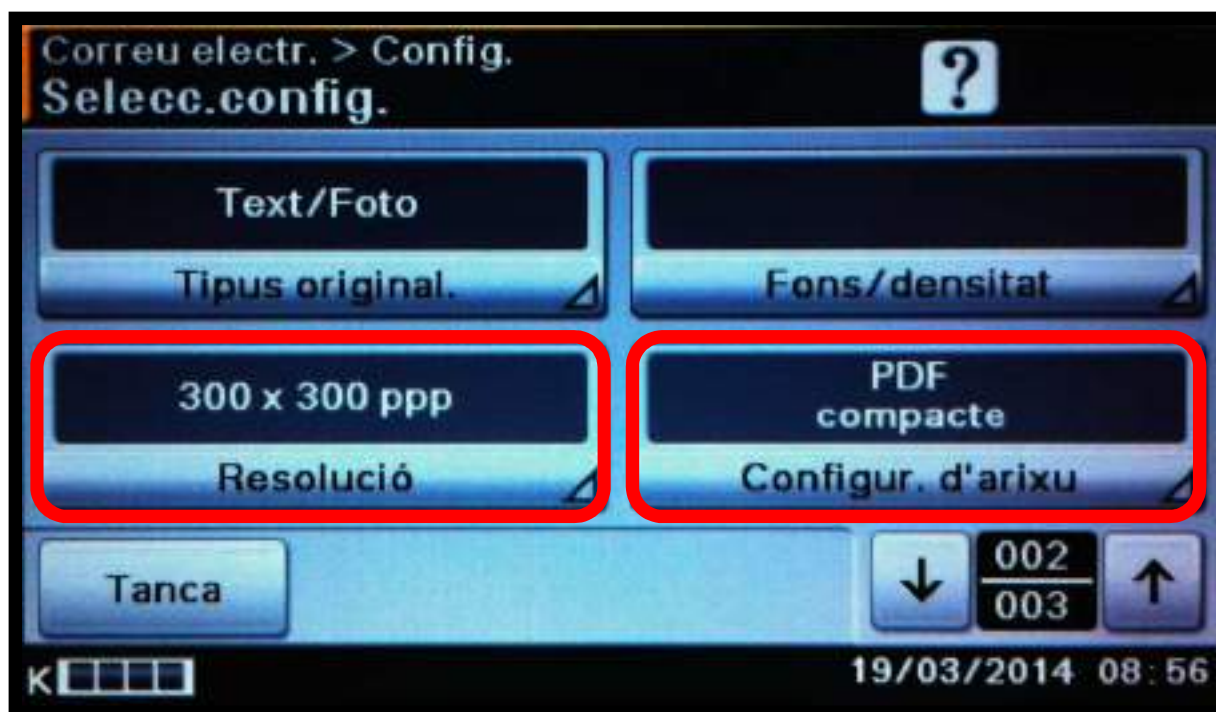 Correu electr. > Config.
Selecc.config.
?
Text/Foto
Tipus original.
Fons/densitat
300 x 300 ppp
Resolució
PDF
compacte
Configur. d'arixu
Tanca
002
003
K
19/03/2014 08:56